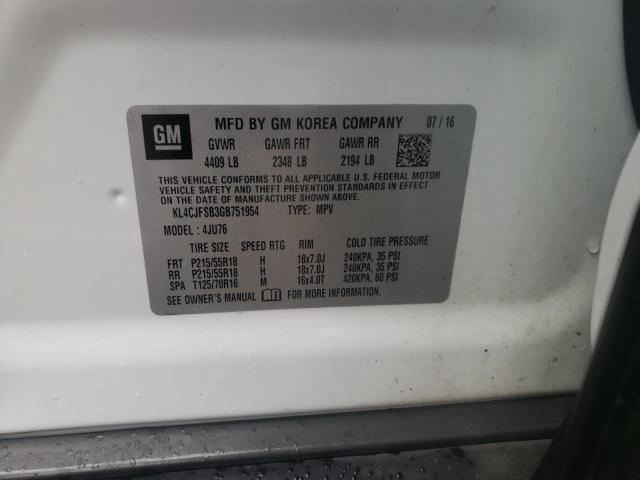 GM MFD BY GM KOREA COMPANY 07/16
GVWR GAWR FRT GAWR RR
4409 LB 2348 LB 2194 LB
THIS VEHICLE CONFORMS TO ALL APPLICABLE U.S. FEDERAL MOTOR
VEHICLE SAFETY AND THEFT PREVENTION STANDARDS IN EFFECT ON
THE DATE OF MANUFACTURE SHOWN ABOVE.
KL4CJFSB3GB751954 TYPE: MPV
MODEL: 4JU76
TIRE SIZE SPEED RTG RIM COLD TIRE PRESSURE
FRT P215/55R18 H 18x7.0J 240KPA, 35 PSI
RR P215/55R18 H 18x7.0J 240KPA, 35 PSI
SPA T125/70R16 M 16x4.0T 420KPA, 60 PSI
SEE OWNER'S MANUAL FOR MORE INFORMATION.